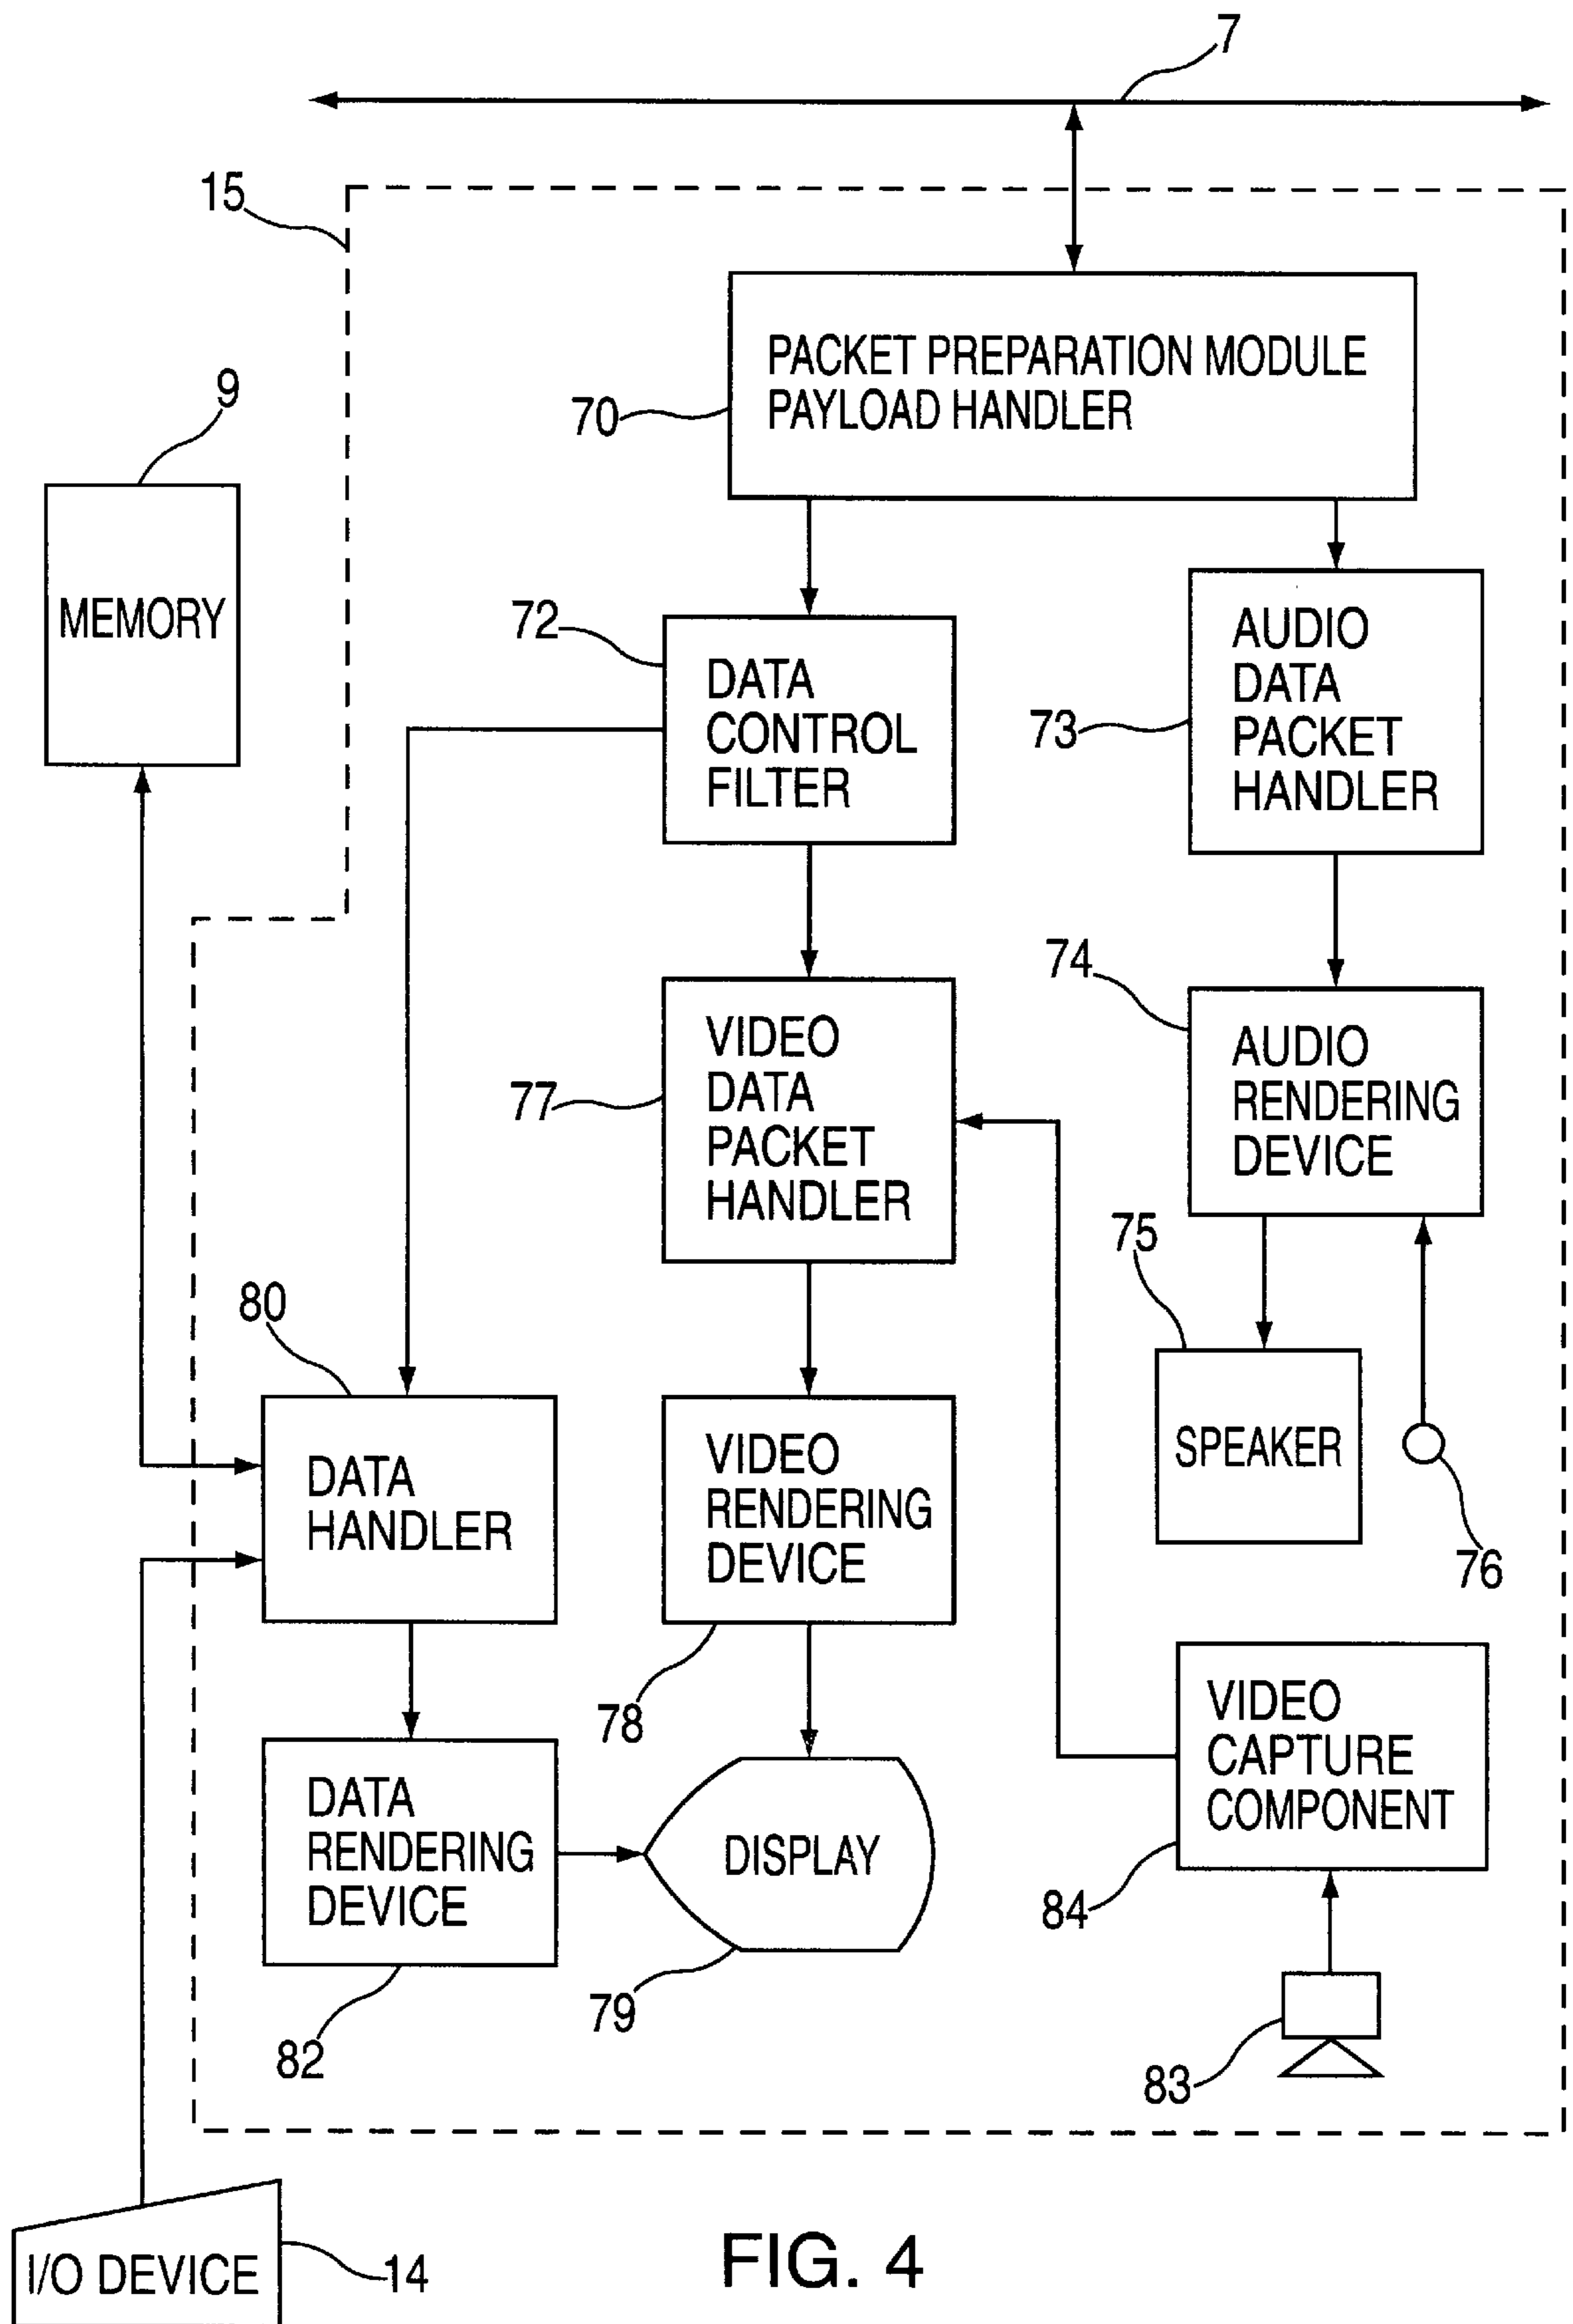 7
15
PACKET PREPARATION MODULE
PAYLOAD HANDLER
70
9
MEMORY
72
DATA
CONTROL
FILTER
73
AUDIO
DATA
PACKET
HANDLER
74
AUDIO
RENDERING
DEVICE
77
VIDEO
DATA
PACKET
HANDLER
75
SPEAKER
76
80
DATA
HANDLER
VIDEO
RENDERING
DEVICE
78
VIDEO
CAPTURE
COMPONENT
84
DATA
RENDERING
DEVICE
82
DISPLAY
79
83
I/O DEVICE
14
FIG. 4